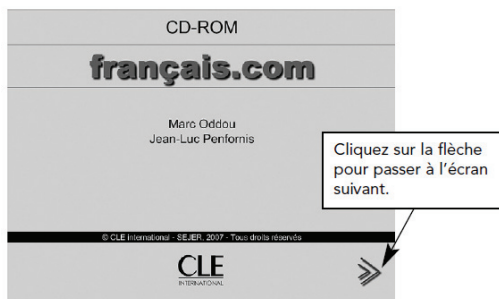 CD-ROM
français.com
Marc Oddou
Jean-Luc Penfornis
Cliquez sur la flèche
pour passer à l'écran
suivant.
© CLE International - SEJER, 2007 - Tous droits réservés
CLE
INTERNATIONAL